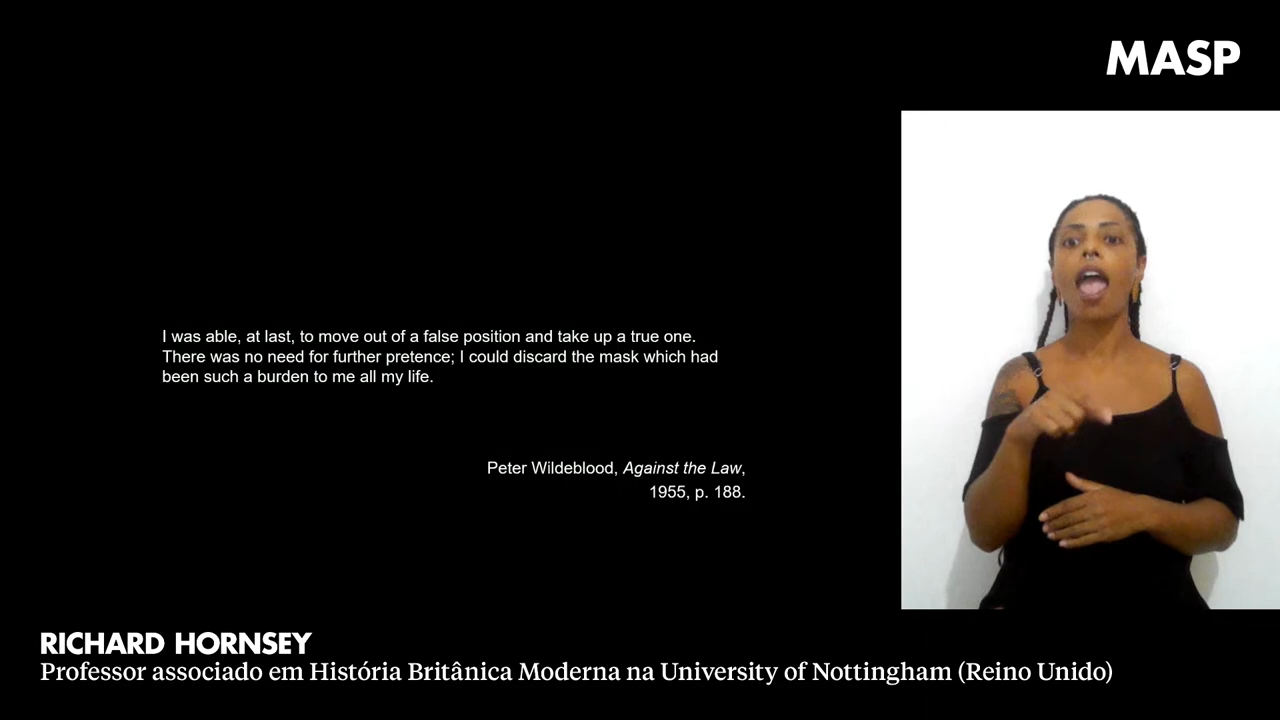 MASP
I was able, at last, to move out of a false position and take up a true one.
There was no need for further pretence; I could discard the mask which had
been such a burden to me all my life.
Peter Wildeblood, Against the Law,
1955, p. 188.
RICHARD HORNSEY
Professor associado em História Britânica Moderna na University of Nottingham (Reino Unido)